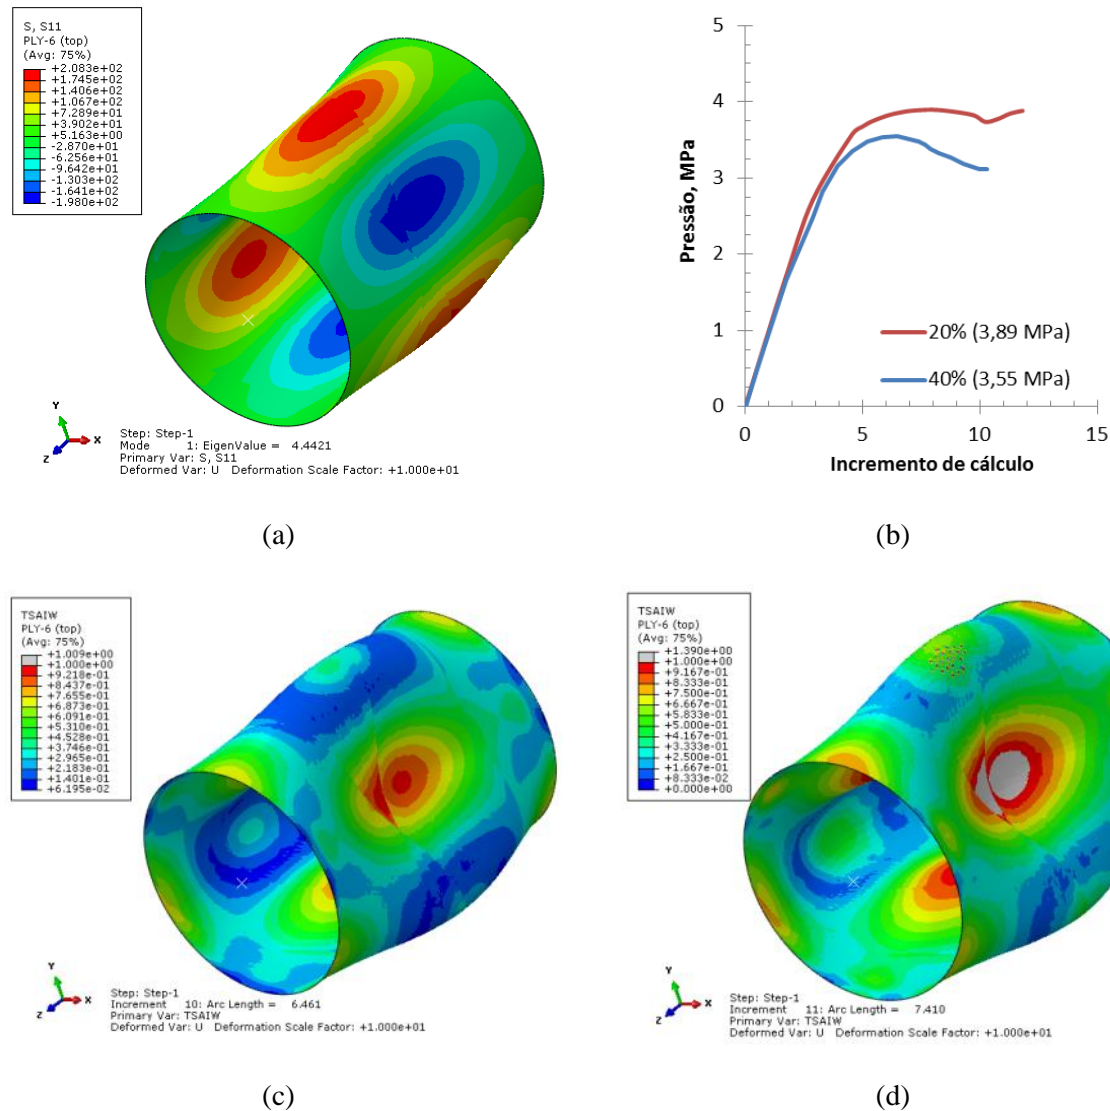 S, S11
PLY-6 (top)
(Avg: 75%)
+2.083e+02
+1.745e+02
+1.406e+02
+1.067e+02
+7.289e+01
+3.902e+01
+5.163e+00
-2.870e+01
-6.256e+01
-9.642e+01
-1.303e+02
-1.641e+02
-1.980e+02
Y
X
Z
Step: Step-1
Mode 1: EigenValue = 4.4421
Primary Var: S, S11
Deformed Var: U Deformation Scale Factor: +1.000e+01
(a)
Pressão, MPa
5
4
3
2
1
0
0 5 10 15
Incremento de cálculo
20% (3,89 MPa)
40% (3,55 MPa)
(b)
TSAIW
PLY-6 (top)
(Avg: 75%)
+1.009e+00
+1.000e+00
+9.218e-01
+8.437e-01
+7.655e-01
+6.873e-01
+6.091e-01
+5.310e-01
+4.528e-01
+3.746e-01
+2.965e-01
+2.183e-01
+1.401e-01
+6.195e-02
Y
X
Z
Step: Step-1
Increment 10: Arc Length = 6.461
Primary Var: TSAIW
Deformed Var: U Deformation Scale Factor: +1.000e+01
(c)
TSAIW
PLY-6 (top)
(Avg: 75%)
+1.390e+00
+1.000e+00
+9.167e-01
+8.333e-01
+7.500e-01
+6.667e-01
+5.833e-01
+5.000e-01
+4.167e-01
+3.333e-01
+2.500e-01
+1.667e-01
+8.333e-02
+0.000e+00
Y
X
Z
Step: Step-1
Increment 11: Arc Length = 7.410
Primary Var: TSAIW
Deformed Var: U Deformation Scale Factor: +1.000e+01
(d)